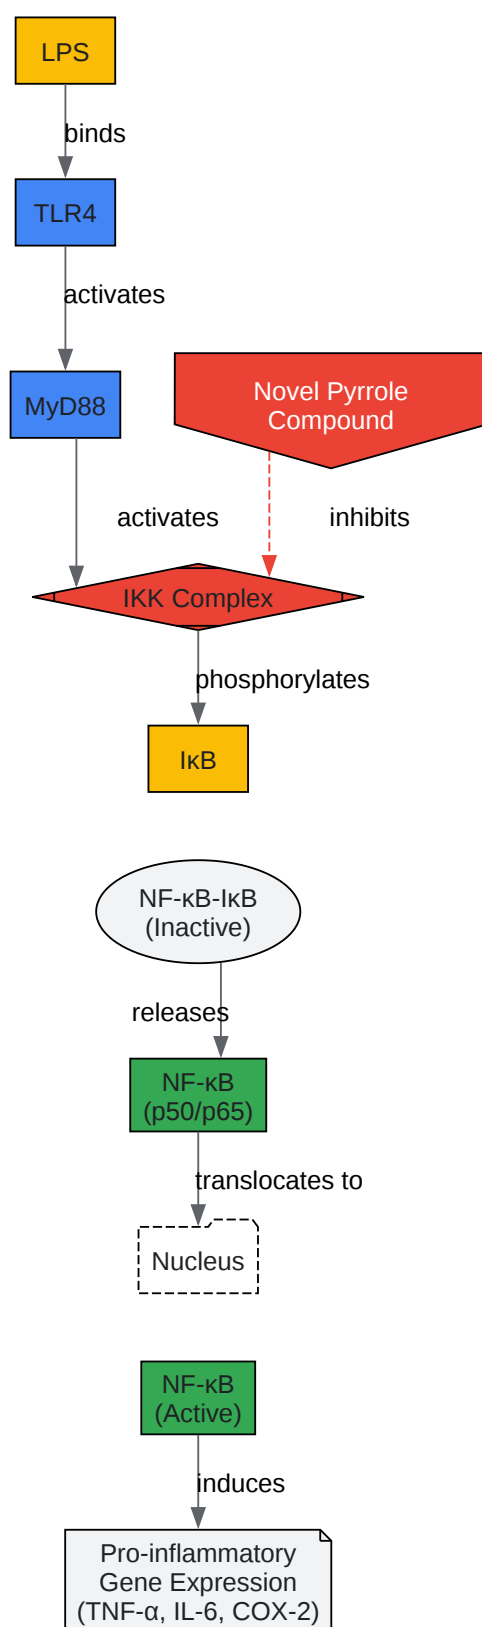 LPS
binds
TLR4
activates
MyD88
Novel Pyrrole
Compound
activates
inhibits
IKK Complex
phosphorylates
IκB
NF-κB-IκB
(Inactive)
releases
NF-κB
(p50/p65)
translocates to
Nucleus
NF-κB
(Active)
induces
Pro-inflammatory
Gene Expression
(TNF-α, IL-6, COX-2)